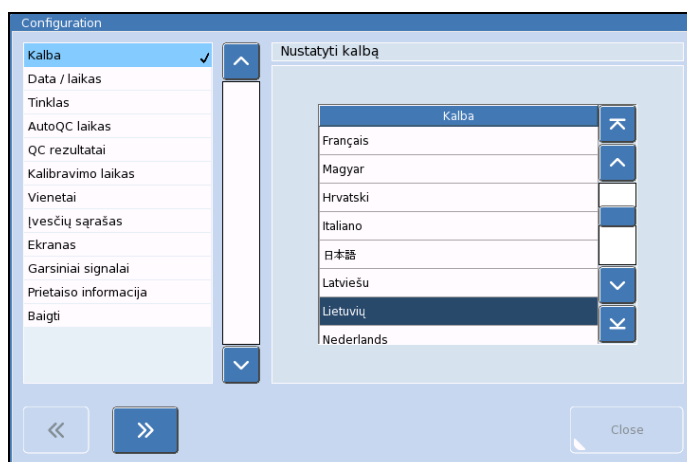 Configuration
Kalba
Data / laikas
Tinklas
AutoQC laikas
QC rezultatai
Kalibravimo laikas
Vienetai
Įvesčių sąrašas
Ekranas
Garsiniai signalai
Prietaiso informacija
Baigti
Nustatyti kalbą
Kalba
Français
Magyar
Hrvatski
Italiano
日本語
Latviešu
Lietuvių
Nederlands
Close